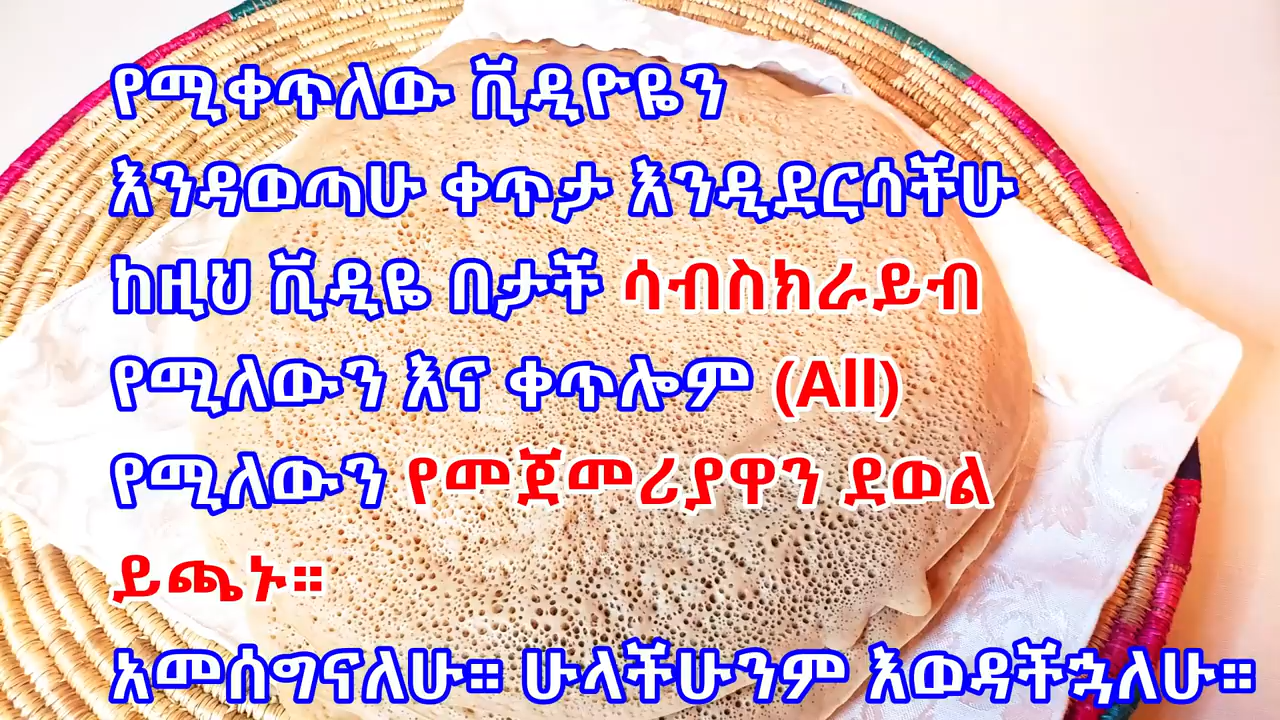 የሚቀጥለው ቪዲዮዬን
እንዳወጣሁ ቀጥታ እንዲደርሳችሁ
ከዚህ ቪዲዬ በታች ሳብስክራይብ
የሚለውን እና ቀጥሎም (All)
የሚለውን የመጀመሪያዋን ደወል
ይጫኑ።
አመሰግናለሁ። ሁላችሁንም እወዳችኋለሁ።